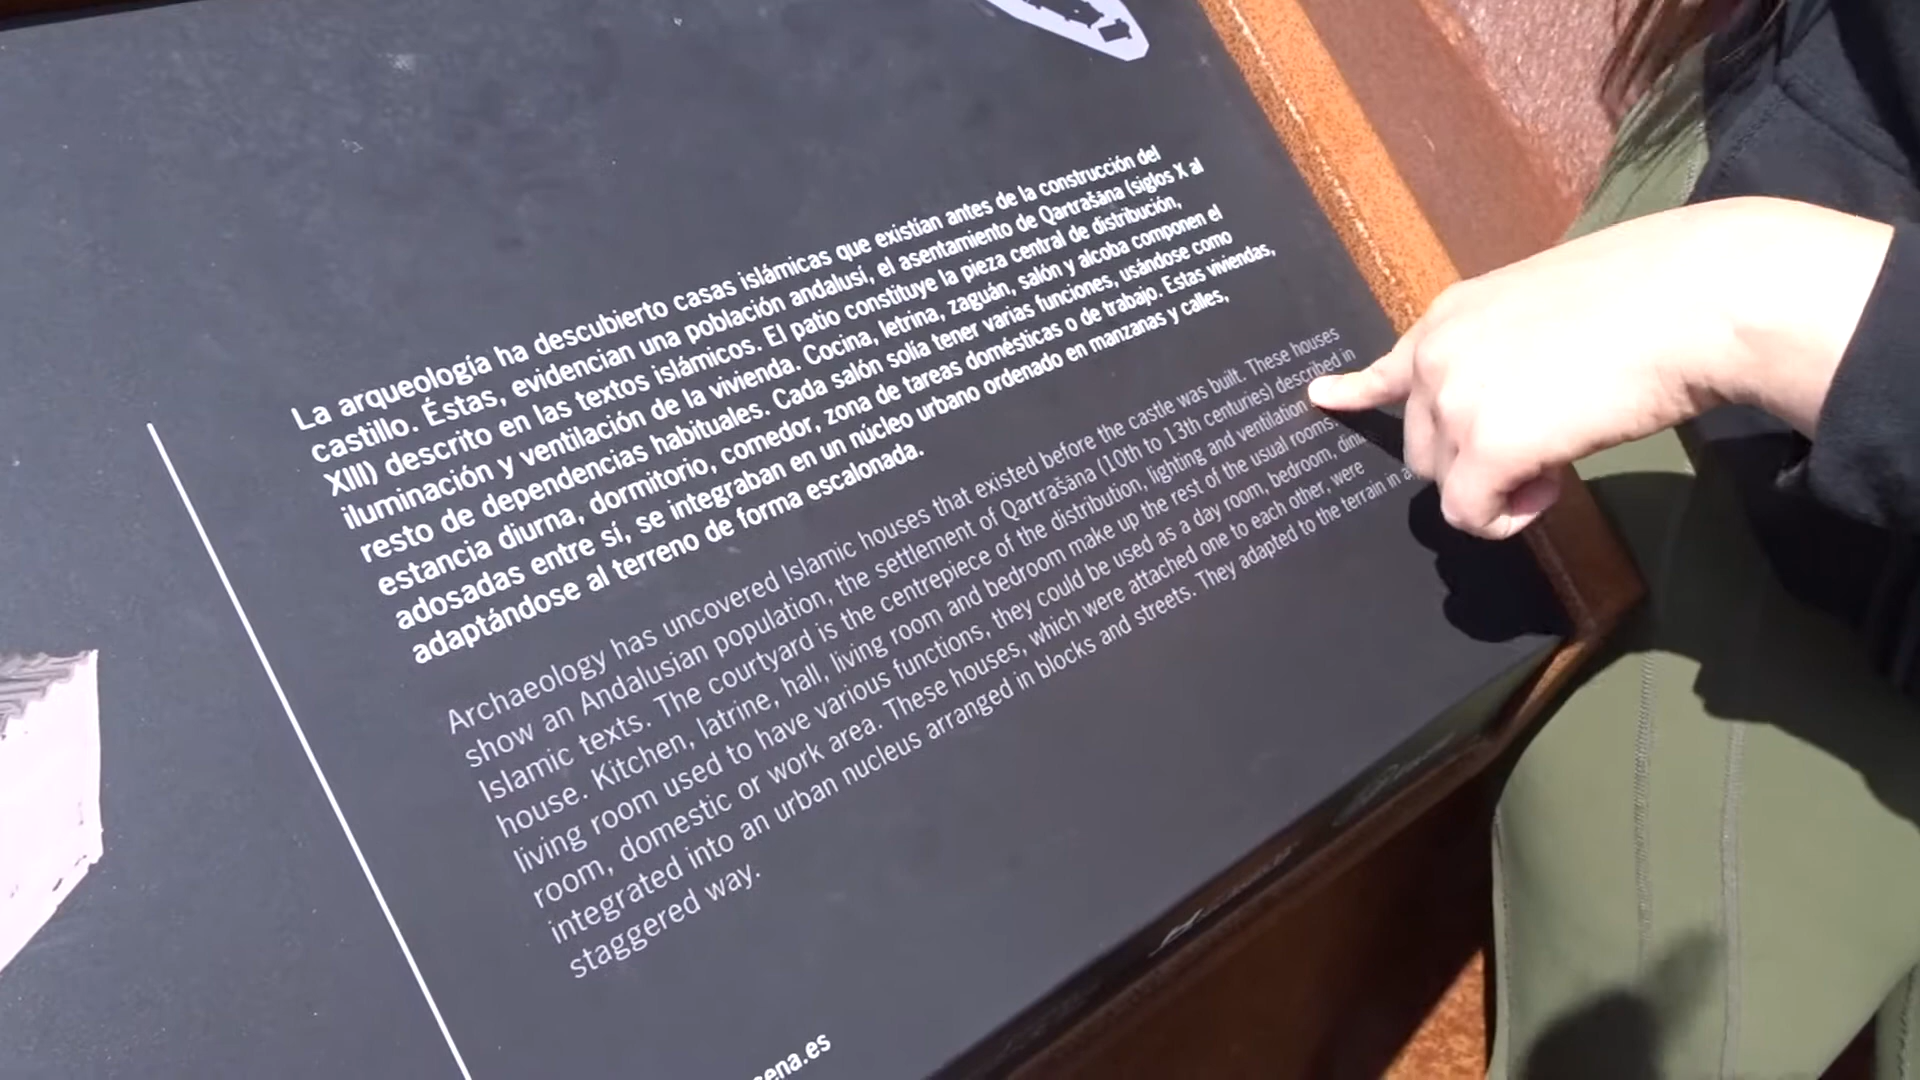 La arqueología ha descubierto casas islámicas que existían antes de la construcción del
castillo. Éstas, evidencian una población andalusí, el asentamiento de Qartrašāna (siglos X al
XIII) descrito en las textos islámicos. El patio constituye la pieza central de distribución,
iluminación y ventilación de la vivienda. Cocina, letrina, zaguán, salón y alcoba componen el
resto de dependencias habituales. Cada salón solía tener varias funciones, usándose como
estancia diurna, dormitorio, comedor, zona de tareas domésticas o de trabajo. Estas viviendas,
adosadas entre sí, se integraban en un núcleo urbano ordenado en manzanas y calles,
adaptándose al terreno de forma escalonada.
Archaeology has uncovered Islamic houses that existed before the castle was built. These houses
show an Andalusian population, the settlement of Qartrašāna (10th to 13th centuries) described in
Islamic texts. The courtyard is the centrepiece of the distribution, lighting and ventilation
house. Kitchen, latrine, hall, living room and bedroom make up the rest of the usual rooms.
living room used to have various functions, they could be used as a day room, bedroom,
room, domestic or work area. These houses, which were attached one to each other, were
integrated into an urban nucleus arranged in blocks and streets. They adapted to the terrain in a
staggered way.
cena.es